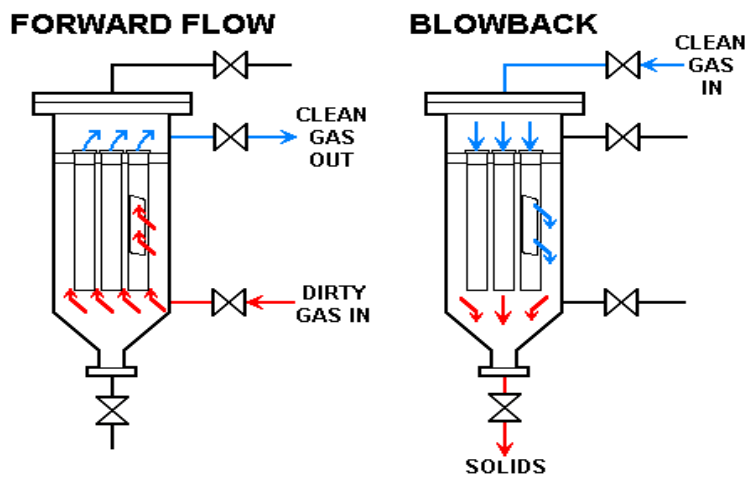 FORWARD FLOW
CLEAN
GAS
OUT
DIRTY
GAS IN
BLOWBACK
CLEAN
GAS
IN
SOLIDS